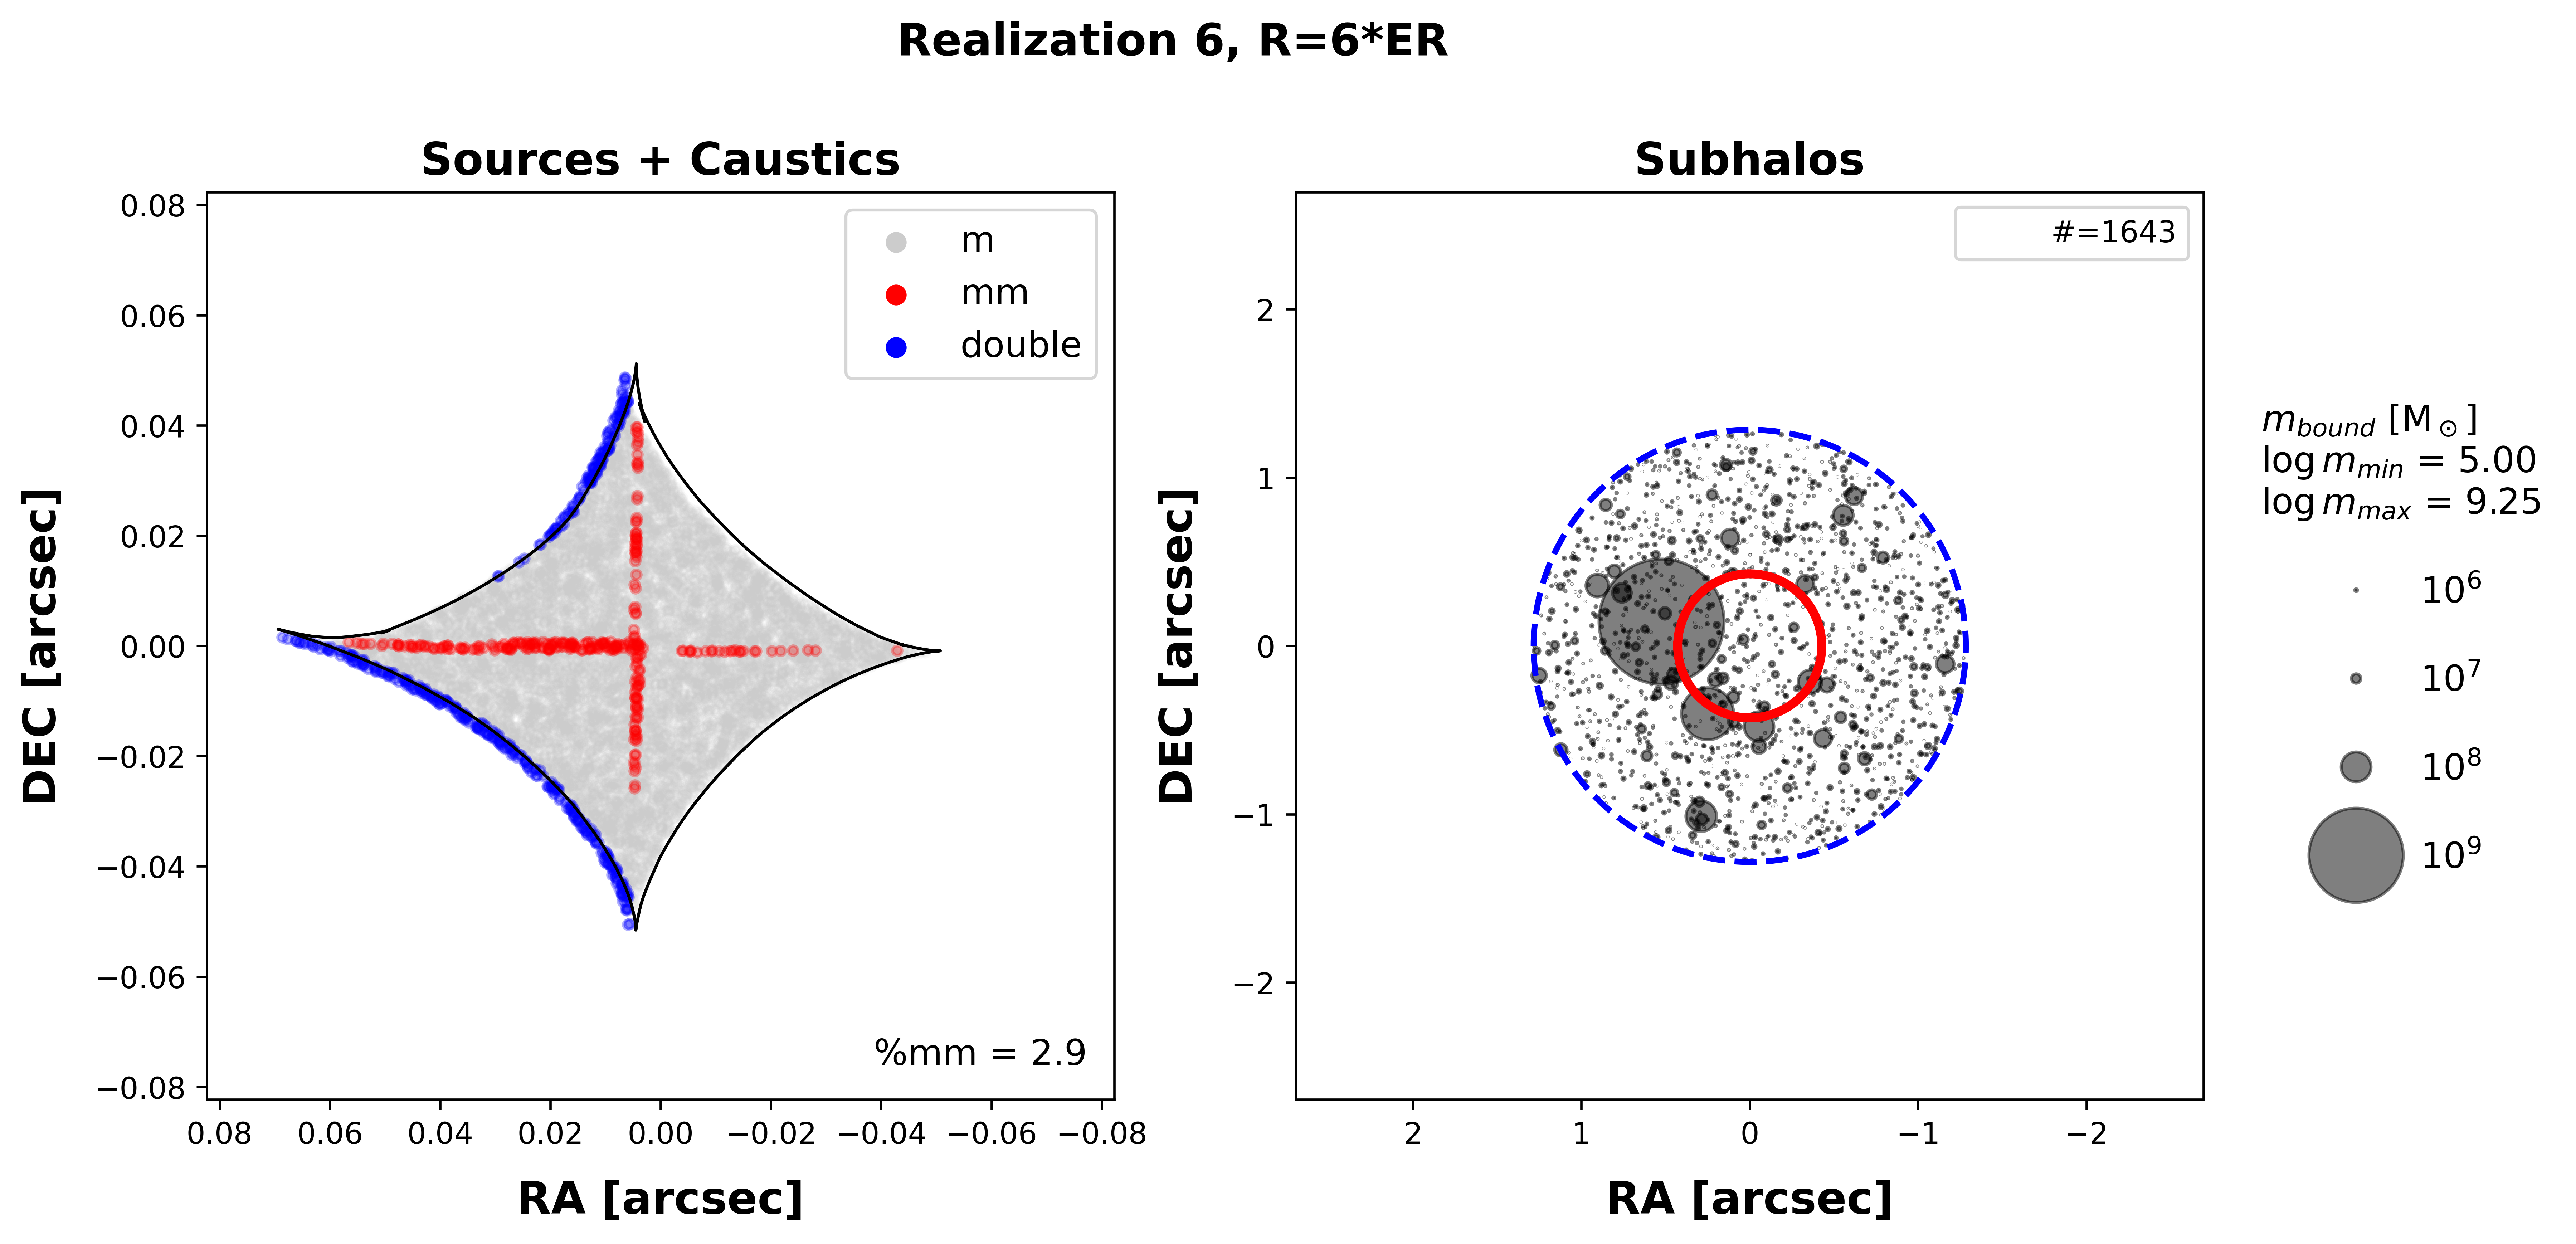 Realization 6, R=6*ER
Sources + Caustics
0.08
0.06
0.04
0.02
0.00
−0.02
−0.04
−0.06
−0.08
DEC [arcsec]
m
mm
double
%mm = 2.9
0.08 0.06 0.04 0.02 0.00 −0.02 −0.04 −0.06 −0.08
RA [arcsec]
Subhalos
2
1
0
−1
−2
DEC [arcsec]
#=1643
2 1 0 −1 −2
RA [arcsec]
m_bound [M_⊙]
log m_min = 5.00
log m_max = 9.25
10^6
10^7
10^8
10^9